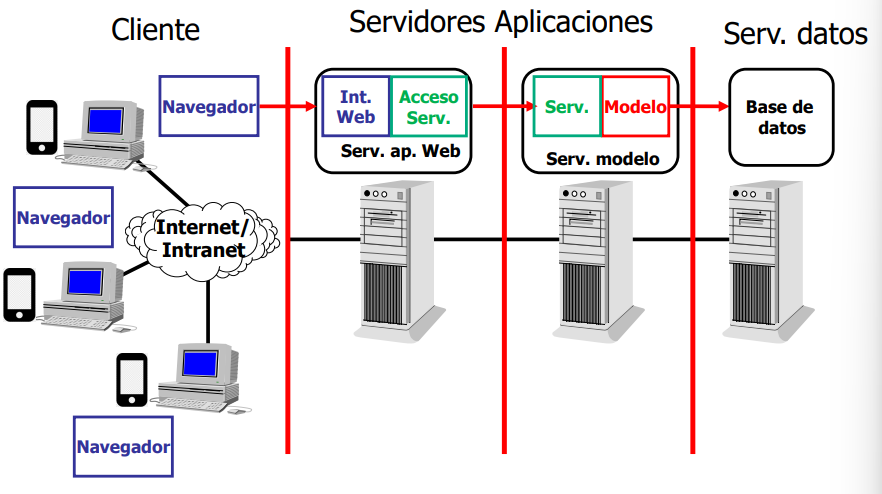 Cliente
Servidores Aplicaciones
Serv. datos
Navegador
Int.
Web
Acceso
Serv.
Serv. ap. Web
Serv.
Modelo
Serv. modelo
Base de
datos
Navegador
Internet/
Intranet
Navegador